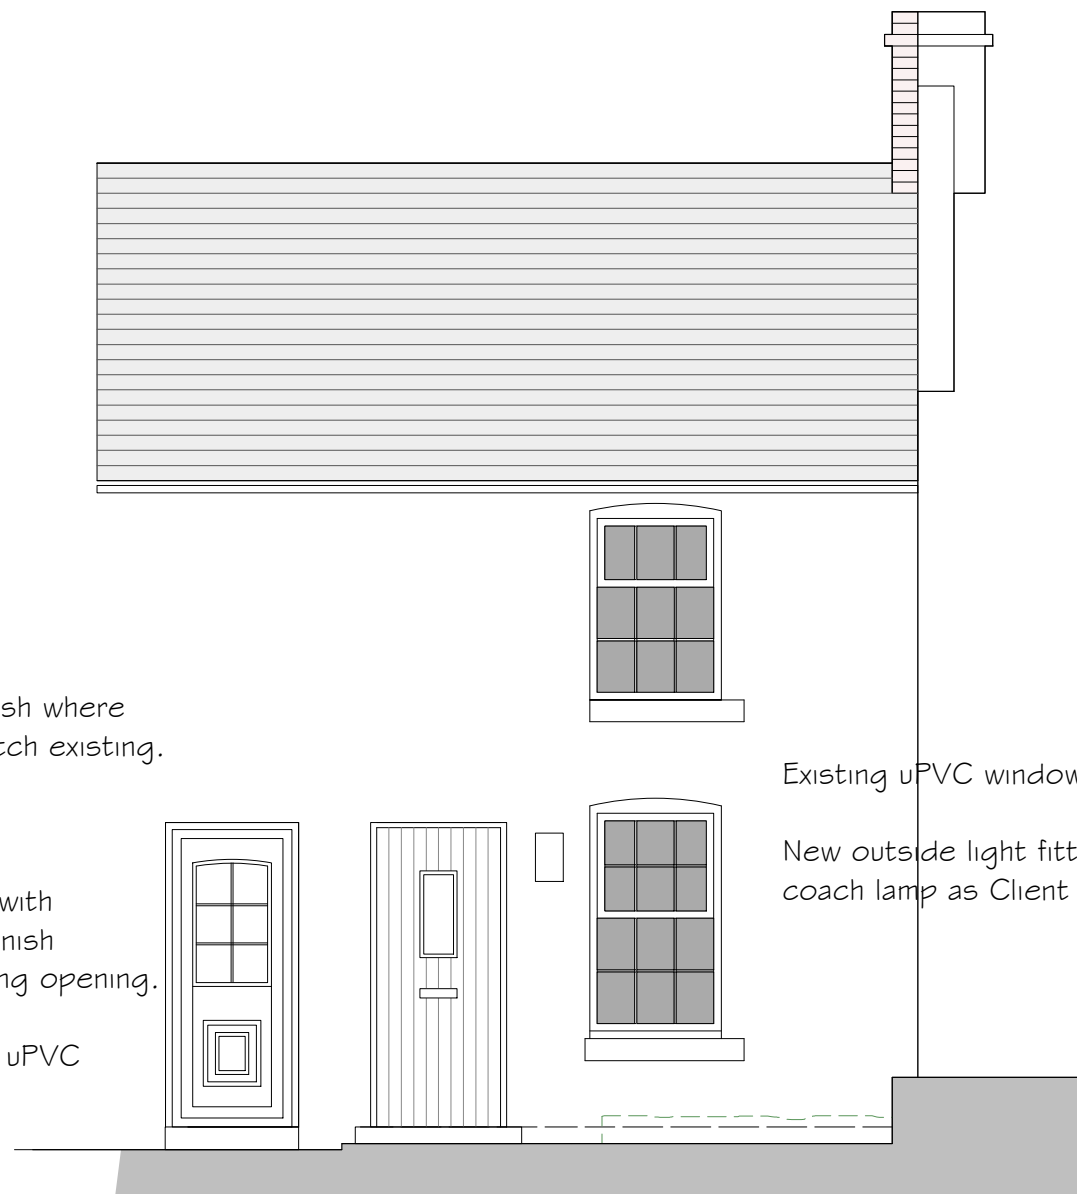 sh where
tch existing.
Existing uPVC window
New outside light fitt
coach lamp as Client
with
nish
ng opening.
uPVC